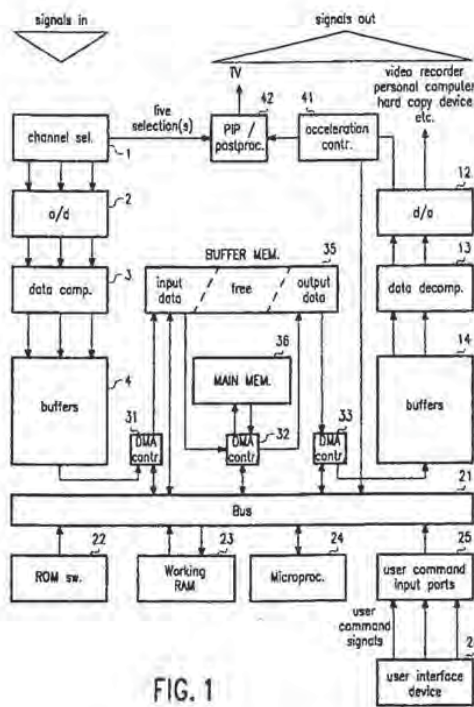 signals in
signals out
TV
video recorder
personal computer
hard copy device
etc.
live
selection(s)
42
41
channel sel.
1
PIP /
postproc.
acceleration
contr.
2
a/d
12
d/a
3
data comp.
13
data decomp.
BUFFER MEM.
35
input
data
free
output
data
4
buffers
36
MAIN MEM.
14
buffers
31
DMA
contr.
32
DMA
contr.
33
DMA
contr.
21
Bus
22
ROM sw.
23
Working
RAM
24
Microproc.
25
user command
input ports
user
command
signals
user interface
device
FIG. 1